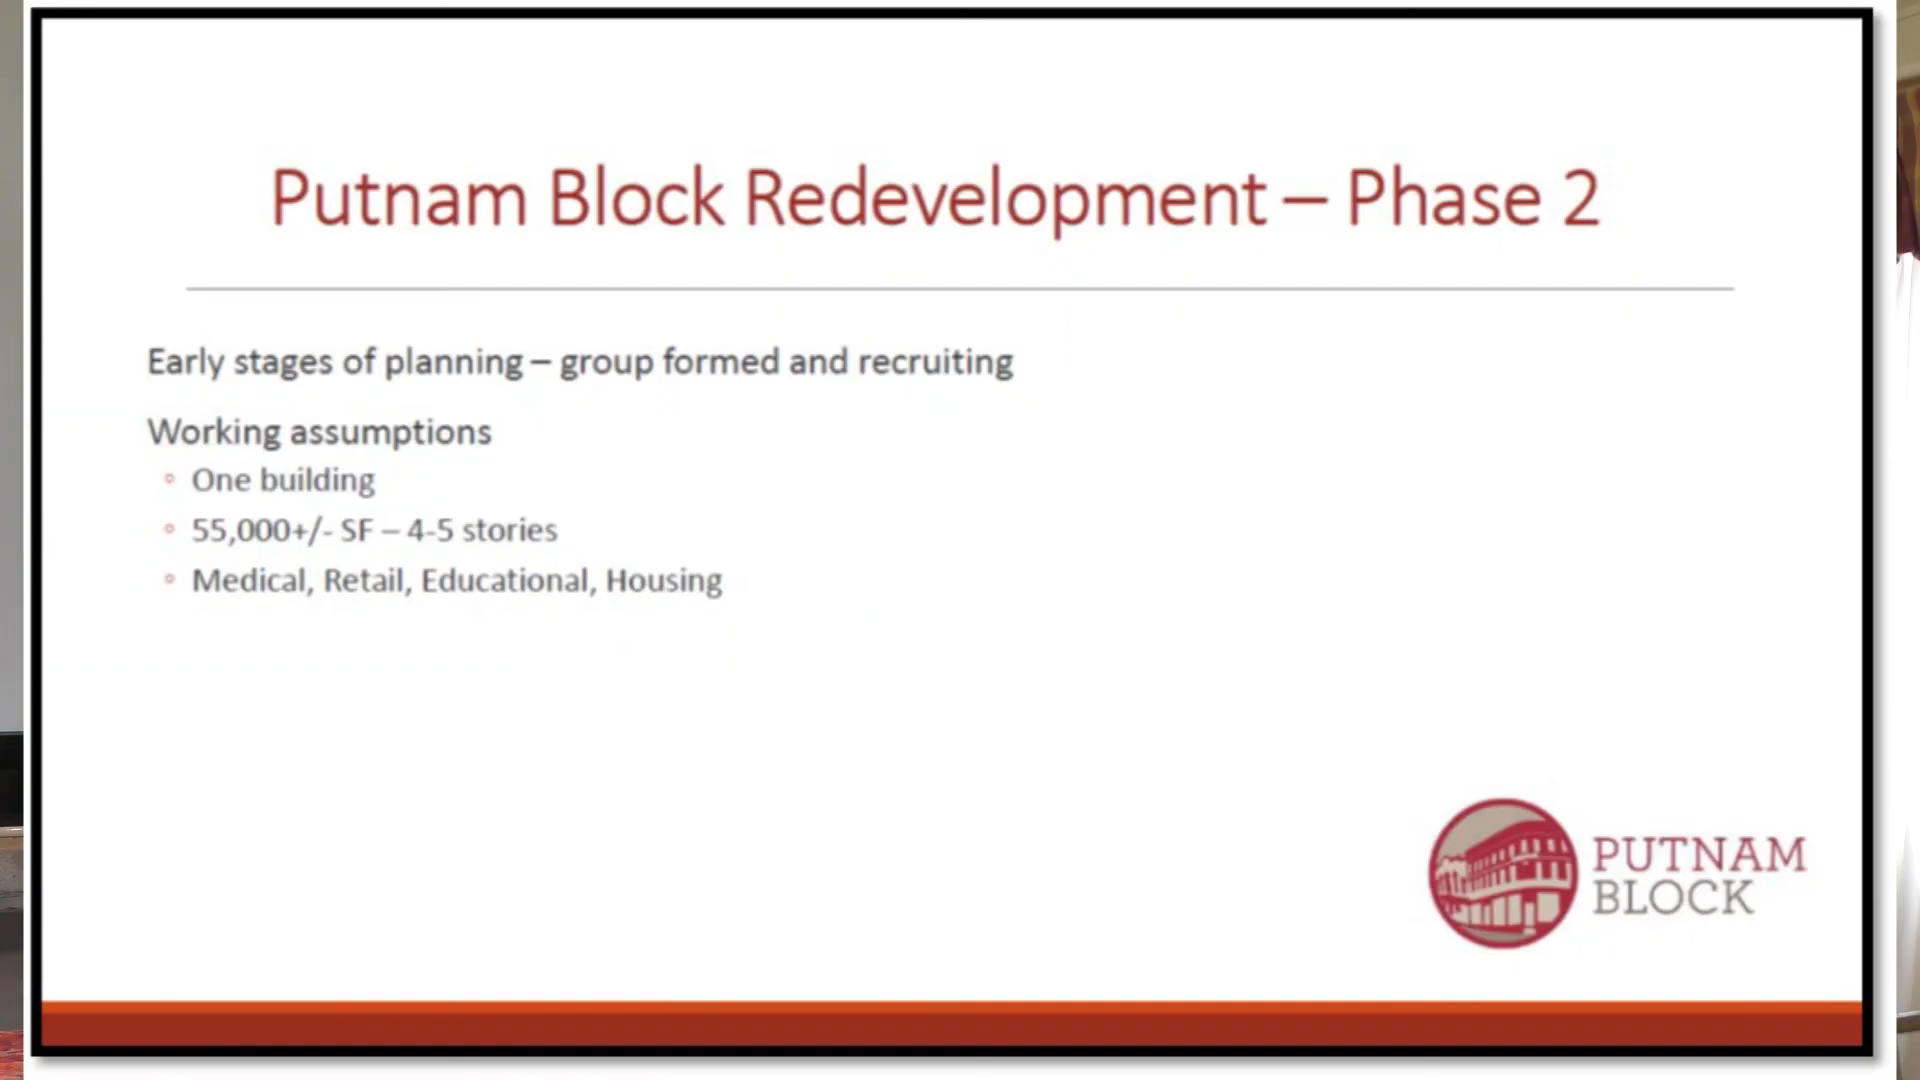 Putnam Block Redevelopment – Phase 2
Early stages of planning – group formed and recruiting
Working assumptions
One building
55,000+/- SF – 4-5 stories
Medical, Retail, Educational, Housing
PUTNAM
BLOCK